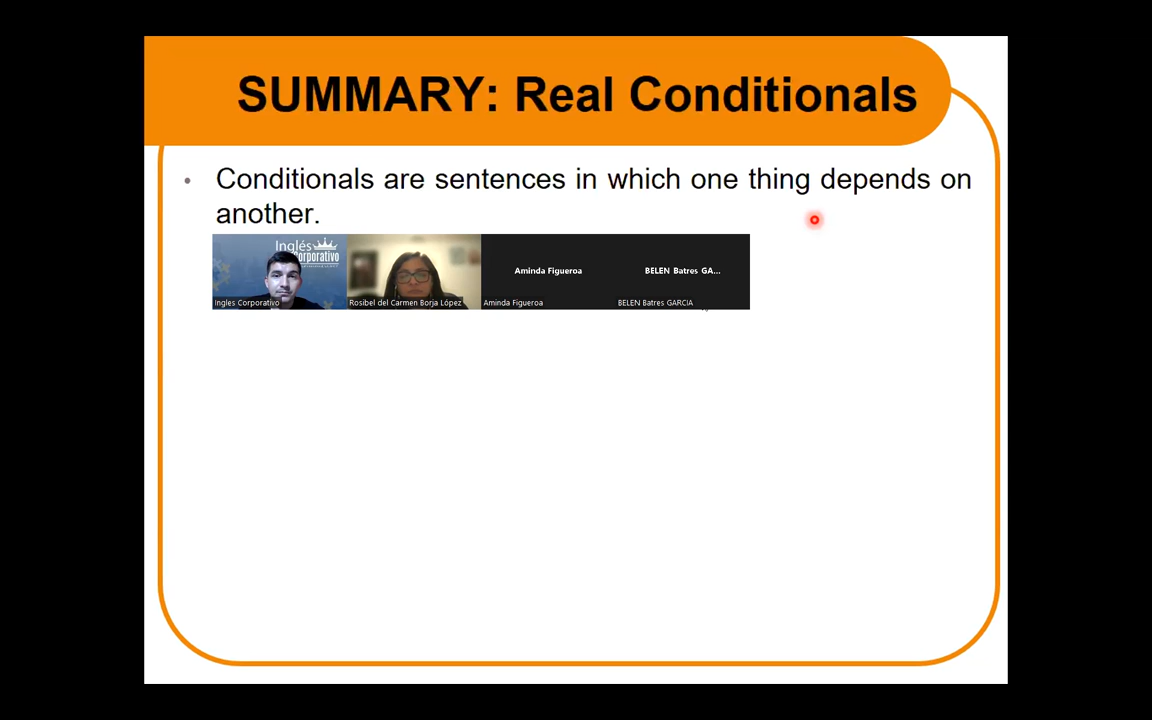 SUMMARY: Real Conditionals
• Conditionals are sentences in which one thing depends on
another.
Inglés
Corporativo
Aminda Figueroa
BELEN Batres GA...
Ingles Corporativo
Rosibel del Carmen Borja López
Aminda Figueroa
BELEN Batres GARCIA